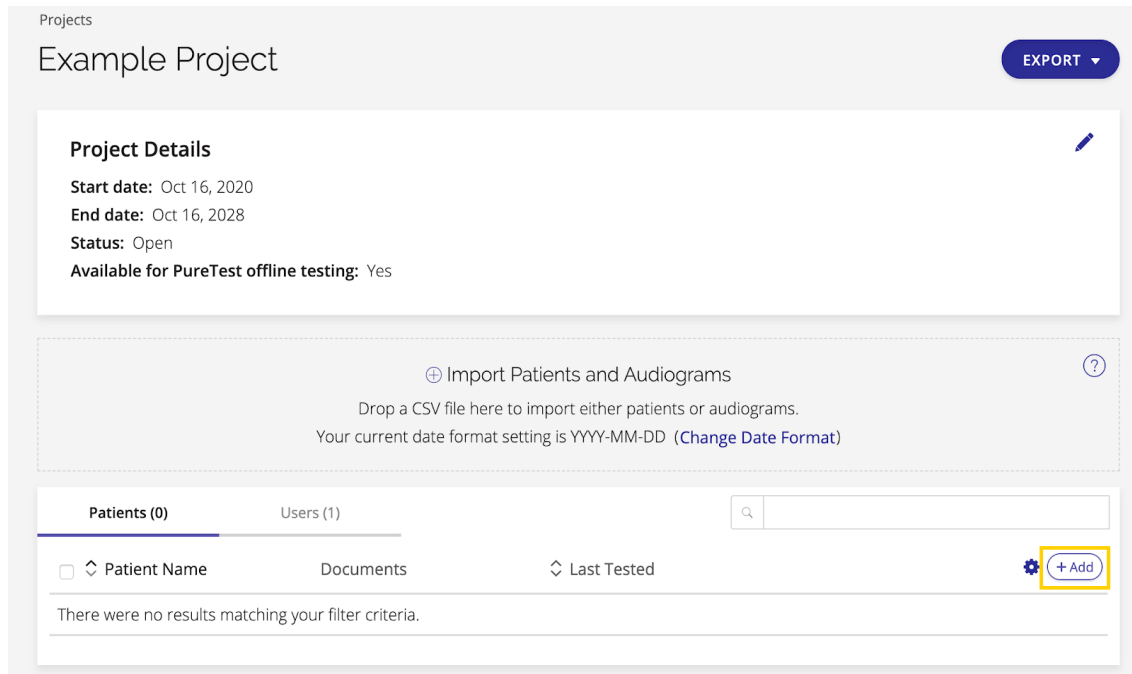 Projects
Example Project
EXPORT
Project Details
Start date: Oct 16, 2020
End date: Oct 16, 2028
Status: Open
Available for PureTest offline testing: Yes
Import Patients and Audiograms
?
Drop a CSV file here to import either patients or audiograms.
Your current date format setting is YYYY-MM-DD (Change Date Format)
Patients (0) Users (1)
Patient Name Documents Last Tested + Add
There were no results matching your filter criteria.